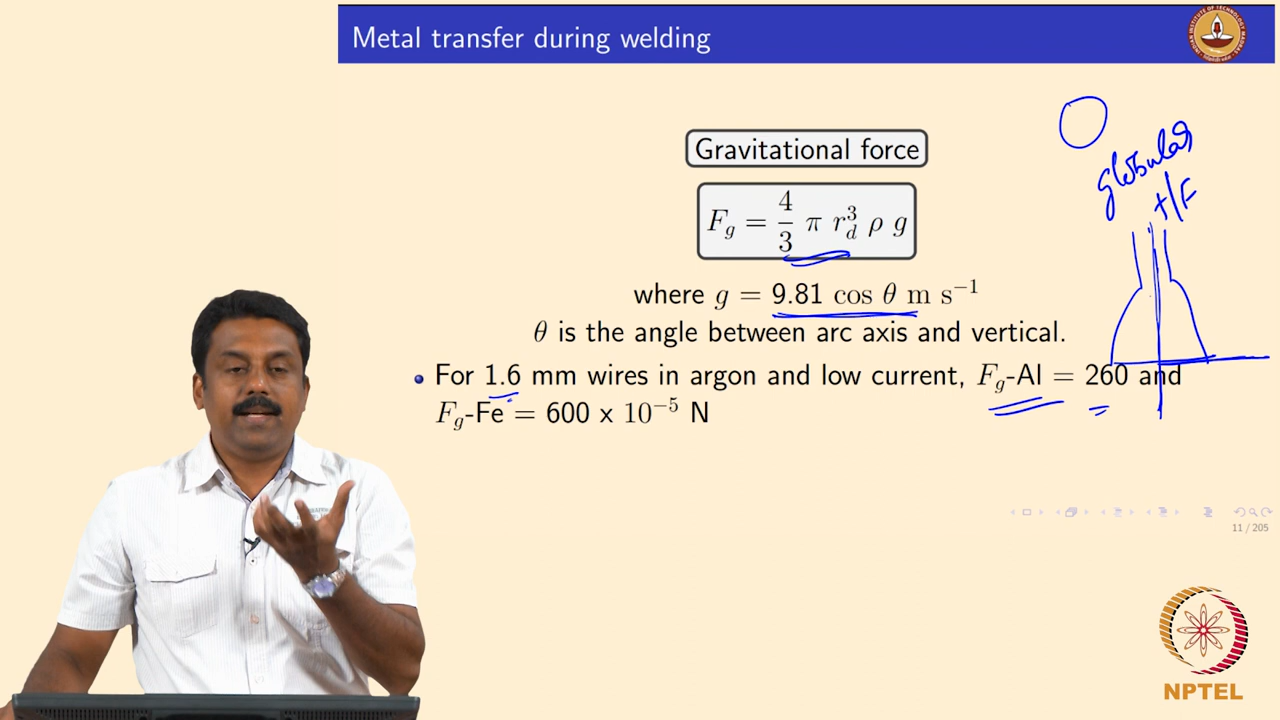 Metal transfer during welding
Gravitational force
F_g = 4/3 π r_d^3 ρ g
where g = 9.81 cos θ m s^−1
θ is the angle between arc axis and vertical.
For 1.6 mm wires in argon and low current, F_g-Al = 260 and
F_g-Fe = 600 x 10^−5 N
globular
t/F
11 / 205
NPTEL